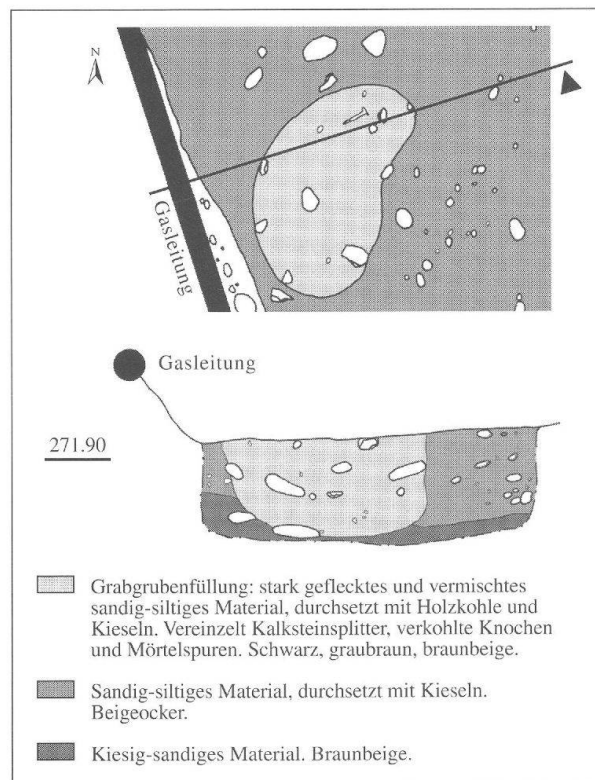 N
Gasleitung
Gasleitung
271.90
Grabgrubenfüllung: stark geflecktes und vermischtes
sandig-siltiges Material, durchsetzt mit Holzkohle und
Kieseln. Vereinzelt Kalksteinsplitter, verkohlte Knochen
und Mörtelspuren. Schwarz, graubraun, braunbeige.
Sandig-siltiges Material, durchsetzt mit Kieseln.
Beigeocker.
Kiesig-sandiges Material. Braunbeige.